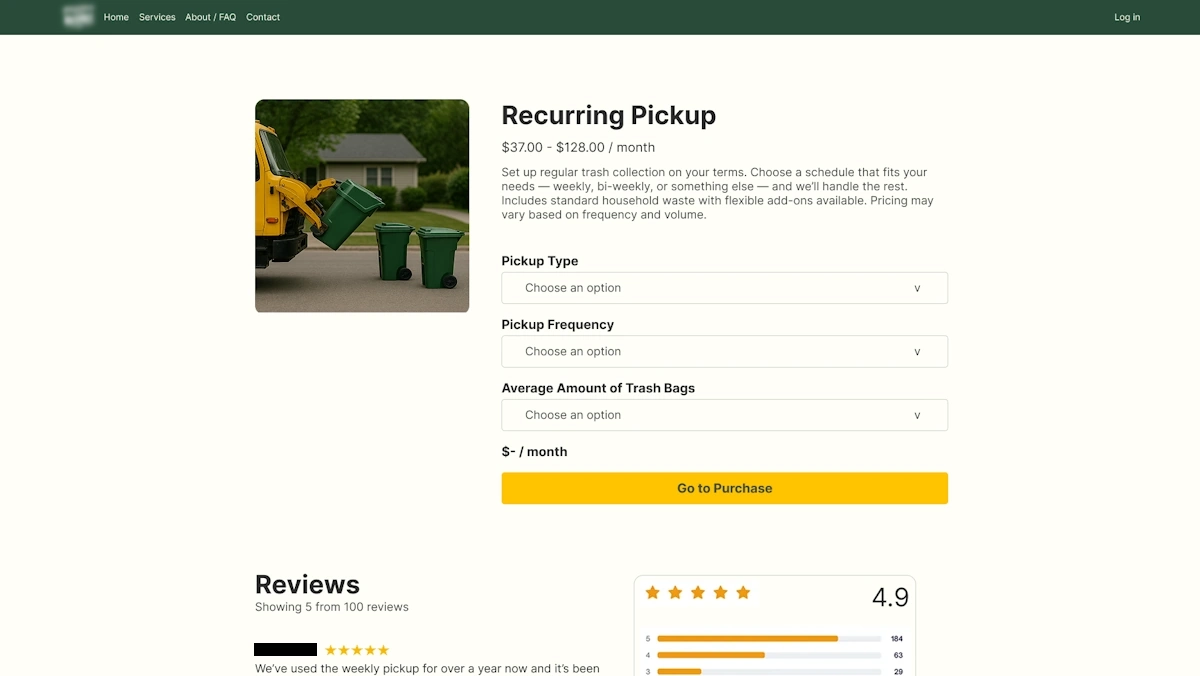 Home Services About / FAQ Contact Log in
Recurring Pickup
$37.00 - $128.00 / month
Set up regular trash collection on your terms. Choose a schedule that fits your
needs — weekly, bi-weekly, or something else — and we'll handle the rest.
Includes standard household waste with flexible add-ons available. Pricing may
vary based on frequency and volume.
Pickup Type
Choose an option v
Pickup Frequency
Choose an option v
Average Amount of Trash Bags
Choose an option v
$- / month
Go to Purchase
Reviews
Showing 5 from 100 reviews
We've used the weekly pickup for over a year now and it's been
4.9
5 184
4 63
3 29